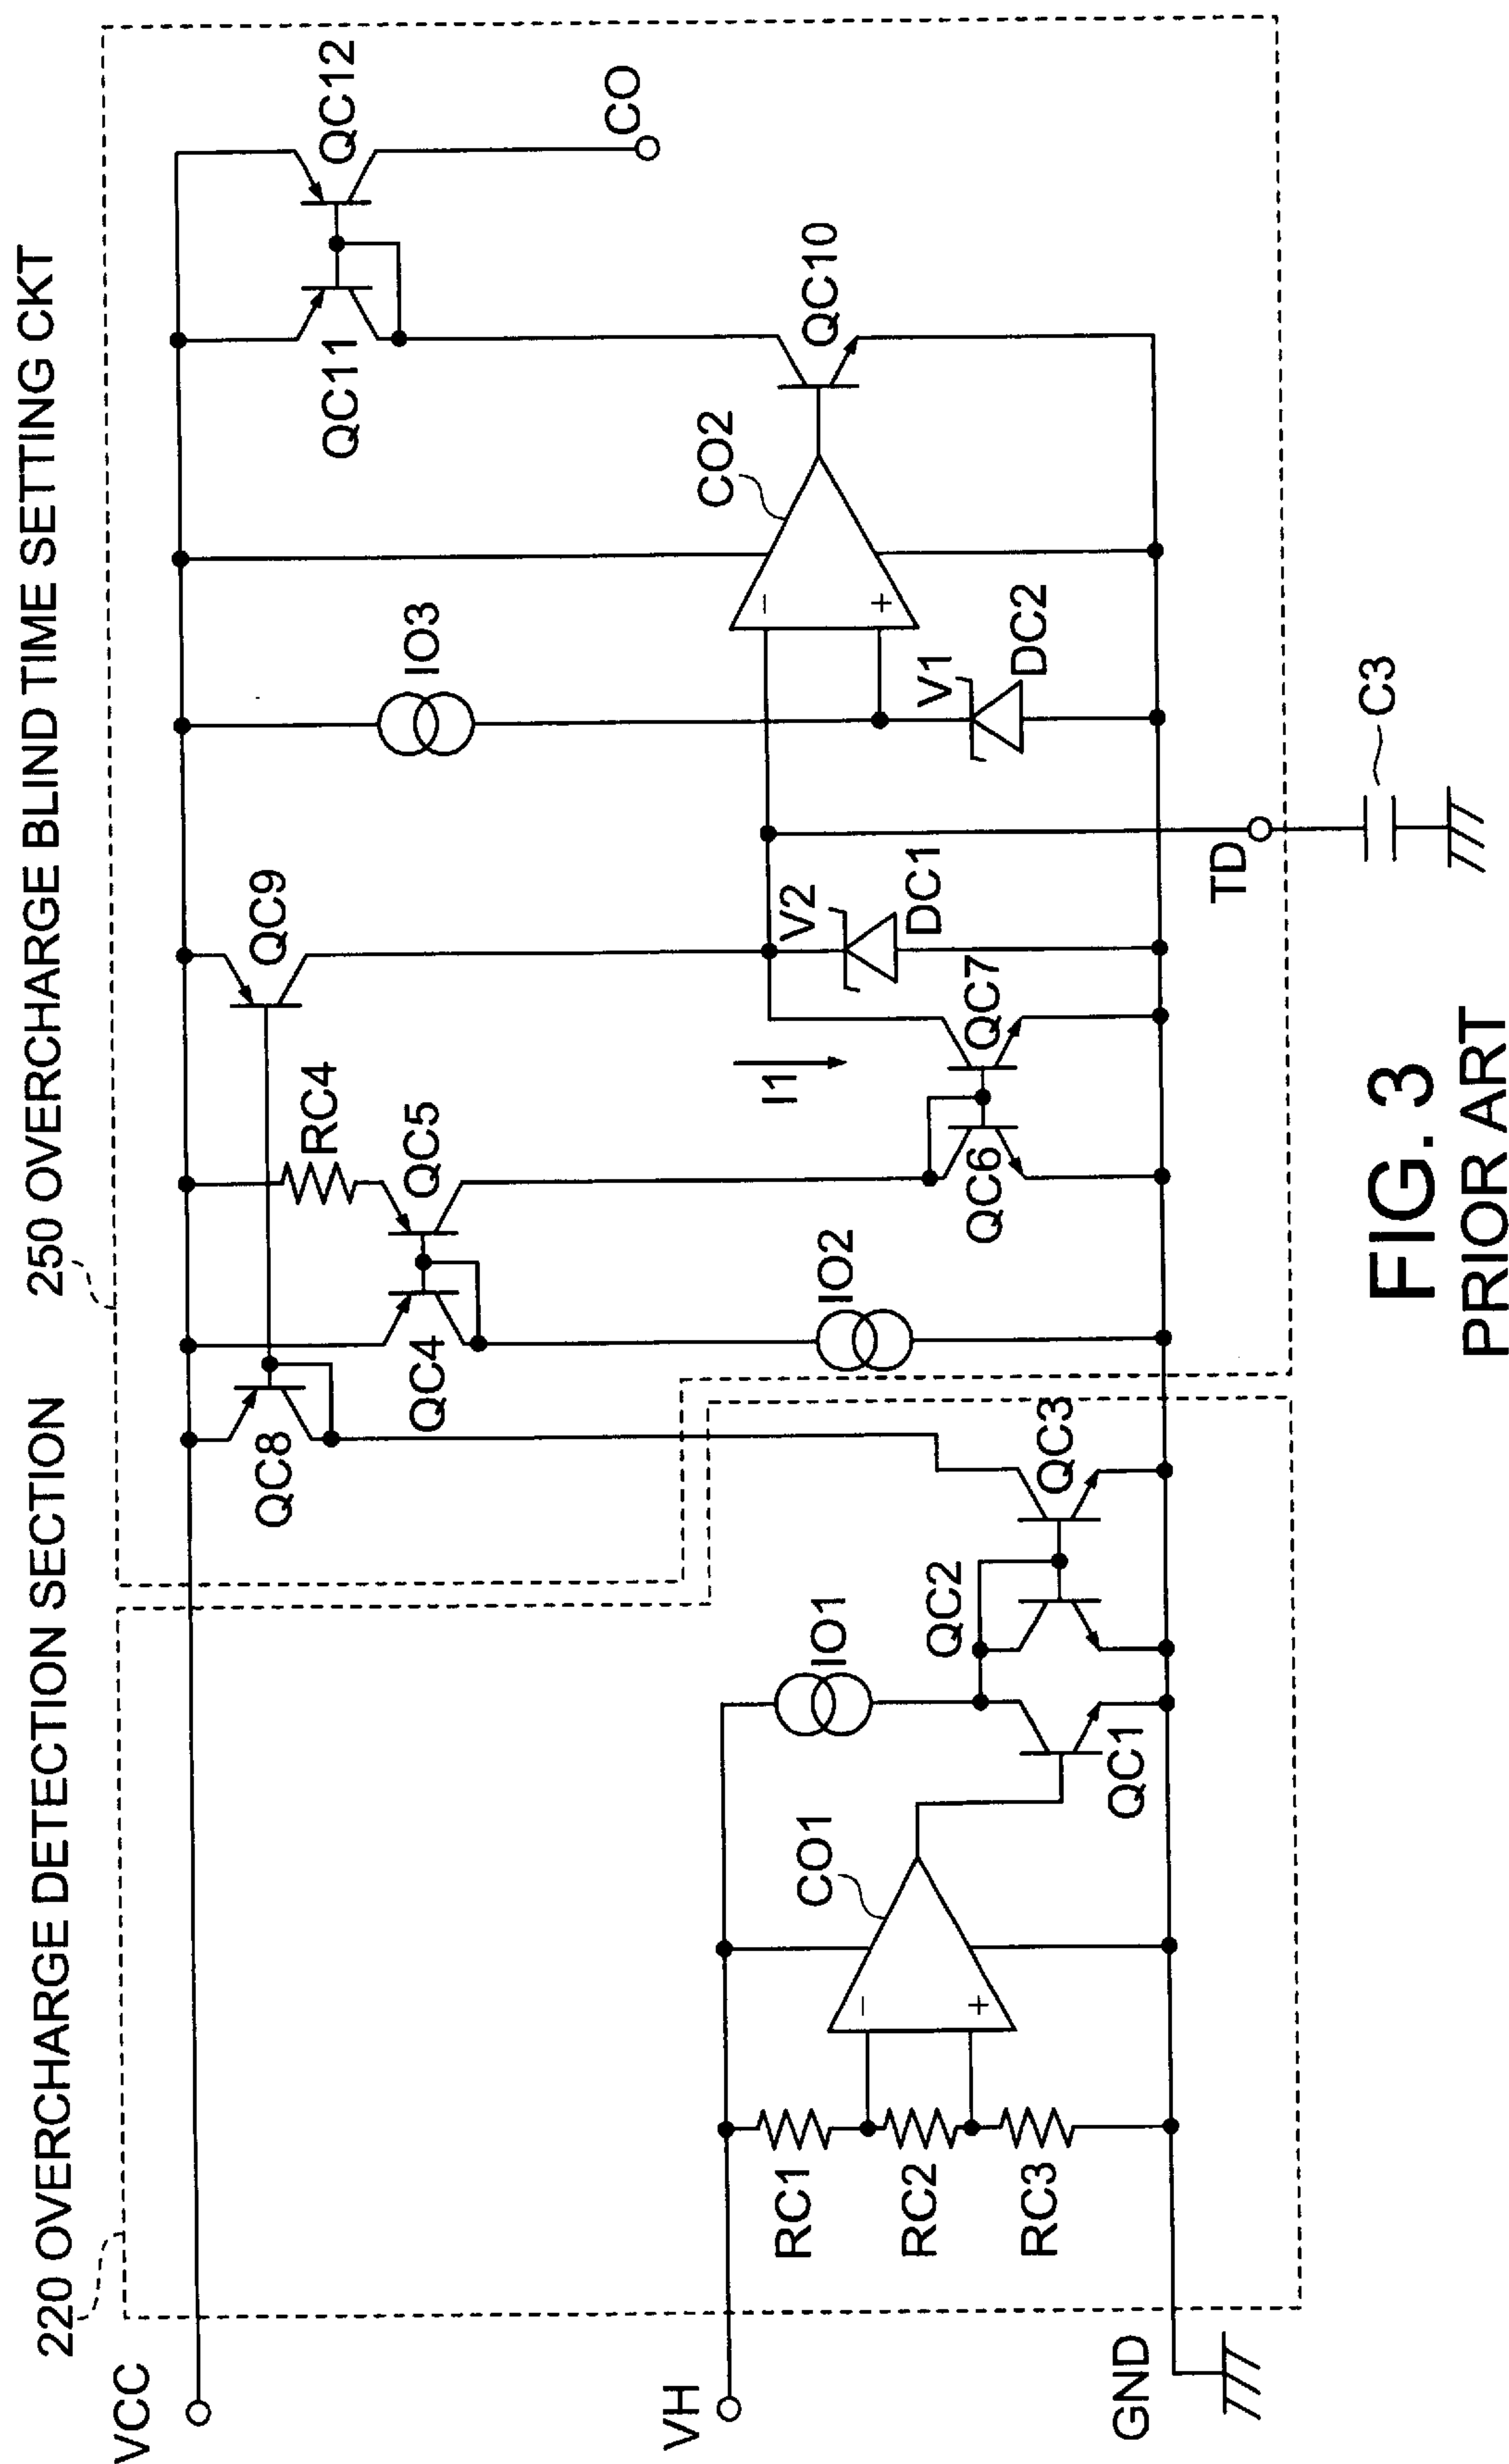 220 OVERCHARGE DETECTION SECTION
250 OVERCHARGE BLIND TIME SETTING CKT
VCC
VH
GND
RC1
RC2
RC3
−
+
CO1
QC1
IO1
QC2
QC3
QC8
QC4
IO2
QC5
RC4
QC6
QC7
I1
QC9
V2
DC1
TD
C3
IO3
V1
DC2
−
+
CO2
QC10
QC11
QC12
CO
FIG. 3
PRIOR ART